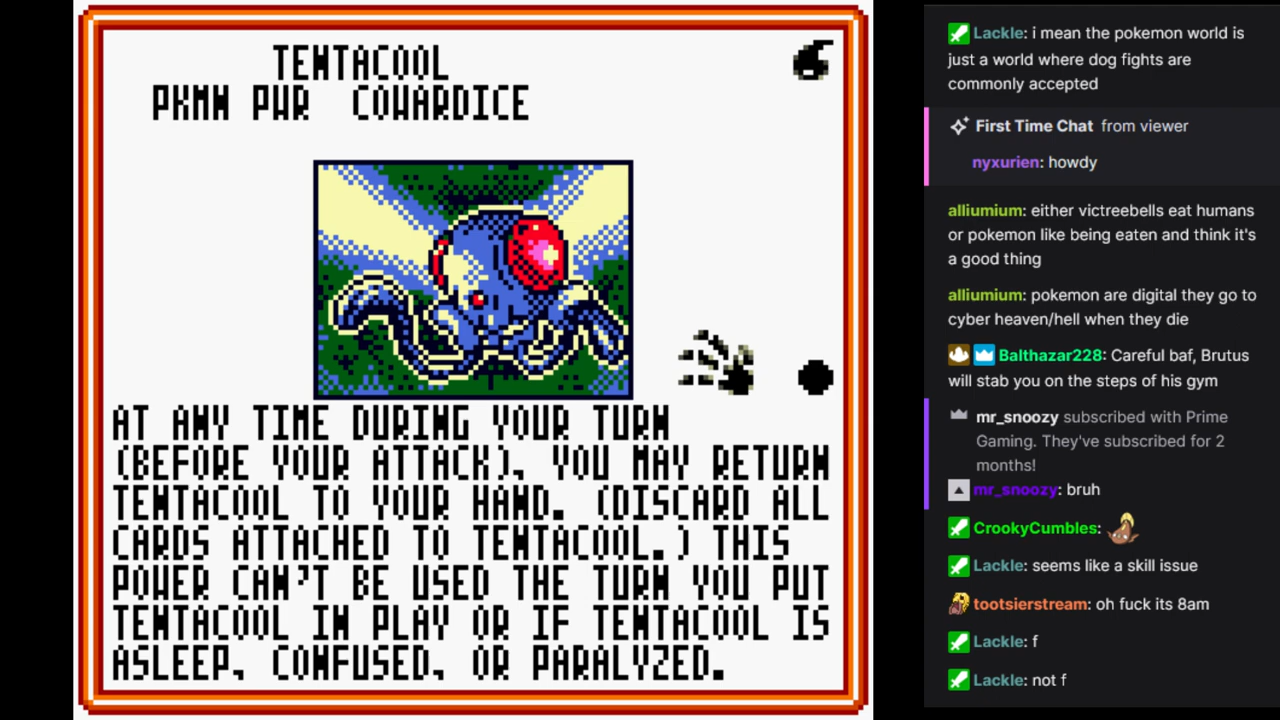 TENTACOOL
PKMN PWR COWARDICE
AT ANY TIME DURING YOUR TURN
(BEFORE YOUR ATTACK), YOU MAY RETURN
TENTACOOL TO YOUR HAND. (DISCARD ALL
CARDS ATTACHED TO TENTACOOL.) THIS
POWER CAN'T BE USED THE TURN YOU PUT
TENTACOOL IN PLAY OR IF TENTACOOL IS
ASLEEP, CONFUSED, OR PARALYZED.
Lackle: i mean the pokemon world is
just a world where dog fights are
commonly accepted
First Time Chat from viewer
nyxurien: howdy
alliumium: either victreebells eat humans
or pokemon like being eaten and think it's
a good thing
alliumium: pokemon are digital they go to
cyber heaven/hell when they die
Balthazar228: Careful baf, Brutus
will stab you on the steps of his gym
mr_snoozy subscribed with Prime
Gaming. They've subscribed for 2
months!
mr_snoozy: bruh
CrookyCumbles:
Lackle: seems like a skill issue
tootsierstream: oh fuck its 8am
Lackle: f
Lackle: not f